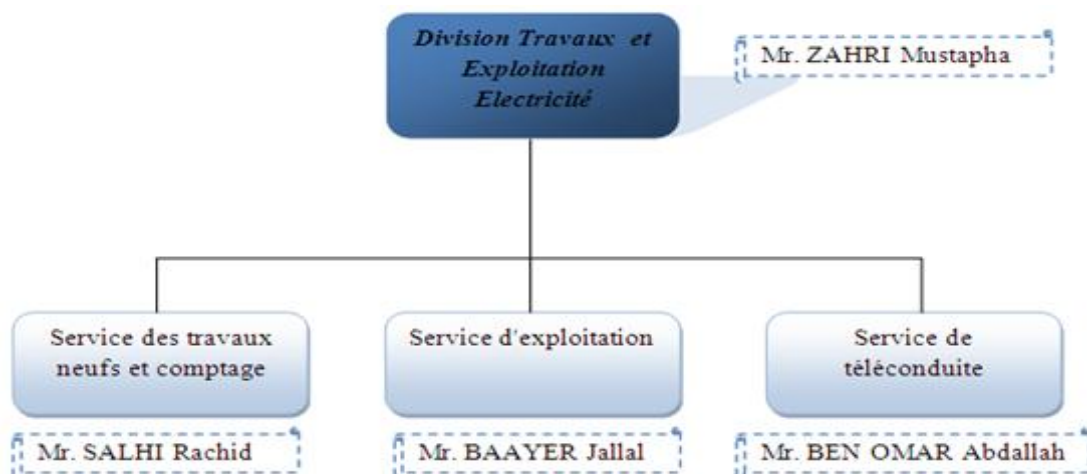 Division Travaux et
Exploitation
Electricité
Mr. ZAHRI Mustapha
Service des travaux
neufs et comptage
Service d'exploitation
Service de
téléconduite
Mr. SALHI Rachid
Mr. BAAYER Jallal
Mr. BEN OMAR Abdallah